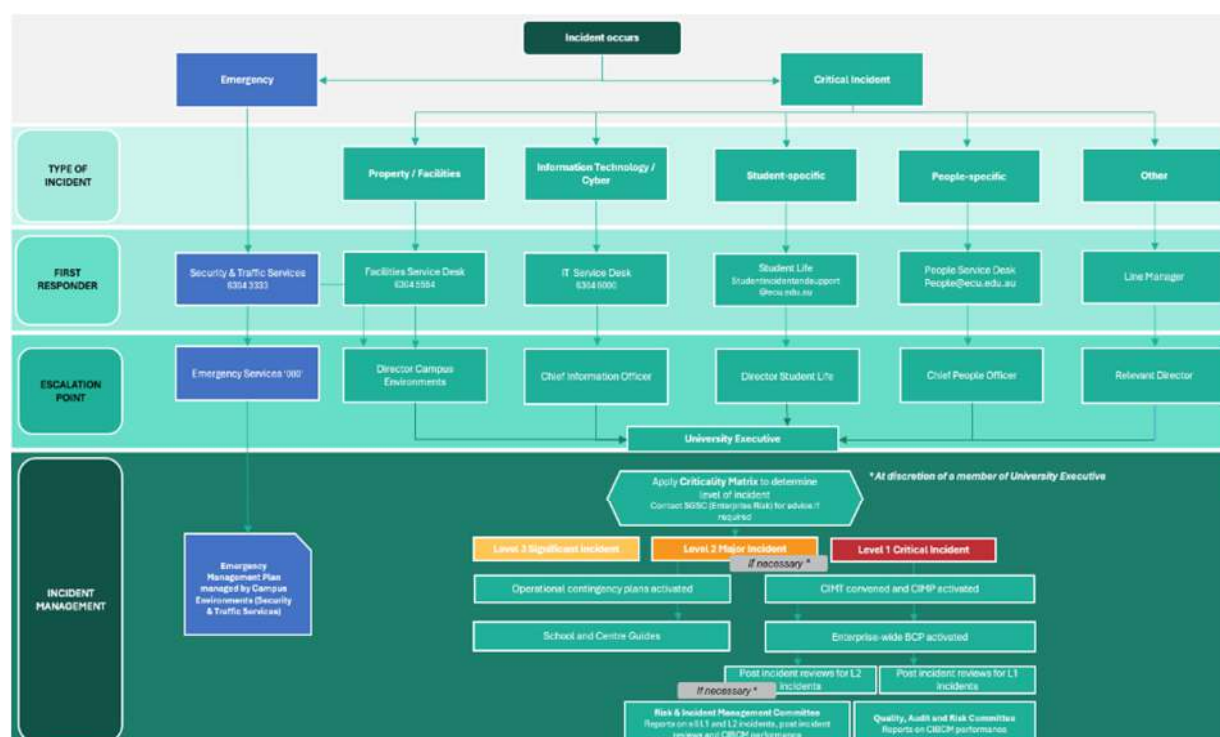 Incident occurs
Emergency
Critical Incident
TYPE OF
INCIDENT
Property / Facilities
Information Technology /
Cyber
Student-specific
People-specific
Other
FIRST
RESPONDER
Security & Traffic Services
6304 3333
Facilities Service Desk
6304 5554
IT Service Desk
6304 6000
Student Life
Studentincidentandsupport
@ecu.edu.au
People Service Desk
People@ecu.edu.au
Line Manager
ESCALATION
POINT
Emergency Services '000'
Director Campus
Environments
Chief Information Officer
Director Student Life
Chief People Officer
Relevant Director
University Executive
INCIDENT
MANAGEMENT
Apply Criticality Matrix to determine
level of incident
Contact SGSC (Enterprise Risk) for advice if
required
* At discretion of a member of University Executive
Emergency
Management Plan
managed by Campus
Environments (Security
& Traffic Services)
Level 3 Significant Incident
Level 2 Major Incident
Level 1 Critical Incident
If necessary *
Operational contingency plans activated
CIMT convened and CIMP activated
School and Centre Guides
Enterprise-wide BCP activated
Post incident reviews for L2
incidents
Post incident reviews for L1
incidents
If necessary *
Risk & Incident Management Committee
Reports on all L1 and L2 incidents, post incident
reviews and CIBCM performance
Quality, Audit and Risk Committee
Reports on CIBCM performance